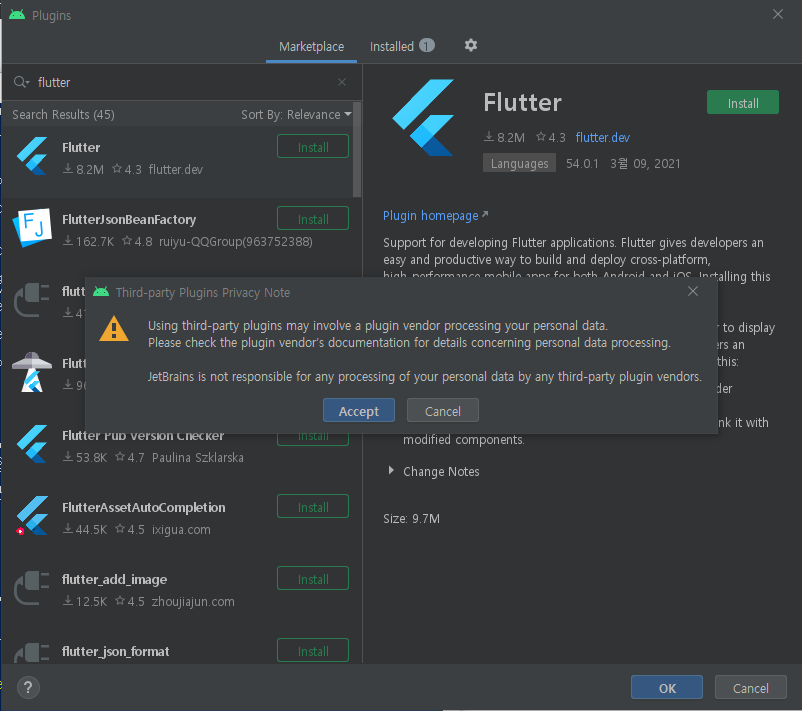 Plugins
Marketplace
Installed 1
flutter
Search Results (45)
Sort By: Relevance
Flutter
Install
8.2M 4.3 flutter.dev
FlutterJsonBeanFactory
Install
162.7K 4.8 ruiyu-QQGroup(963752388)
flutt
Flutt
Flutter Pub Version Checker
Install
53.8K 4.7 Paulina Szklarska
FlutterAssetAutoCompletion
Install
44.5K 4.5 ixigua.com
flutter_add_image
Install
12.5K 4.5 zhoujiajun.com
flutter_json_format
Install
Flutter
Install
8.2M 4.3 flutter.dev
Languages 54.0.1 3월 09, 2021
Plugin homepage
Support for developing Flutter applications. Flutter gives developers an
easy and productive way to build and deploy cross-platform,
high-performance mobile apps for both Android and iOS. Installing this
r to display
ers an
this:
der
nk it with
modified components.
Change Notes
Size: 9.7M
Third-party Plugins Privacy Note
Using third-party plugins may involve a plugin vendor processing your personal data.
Please check the plugin vendor's documentation for details concerning personal data processing.
JetBrains is not responsible for any processing of your personal data by any third-party plugin vendors.
Accept
Cancel
?
OK
Cancel